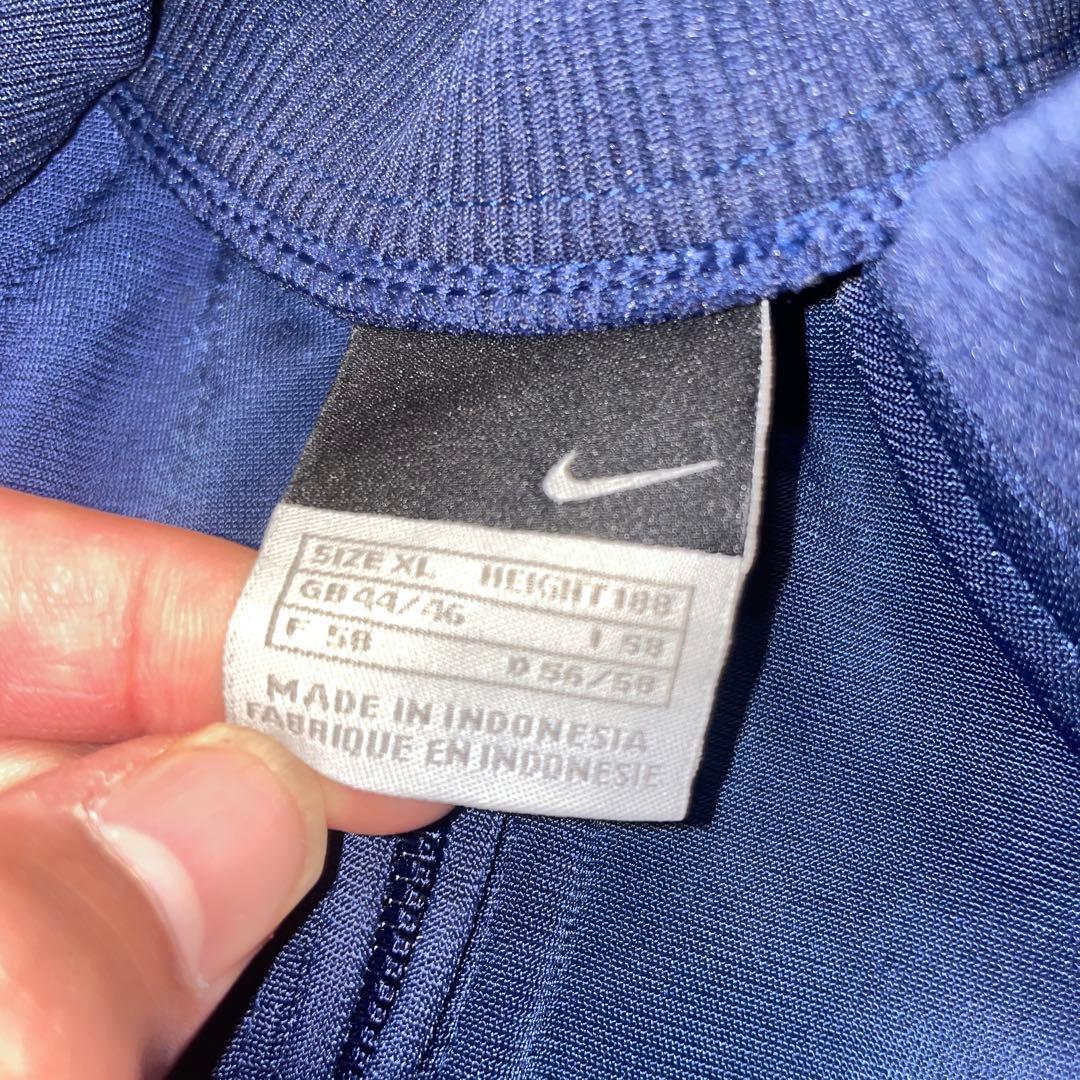 SIZE XL HEIGHT 188
GB 44/46 I 58
F 58 D 56/58
MADE IN INDONESIA
FABRIQUE EN INDONESIE